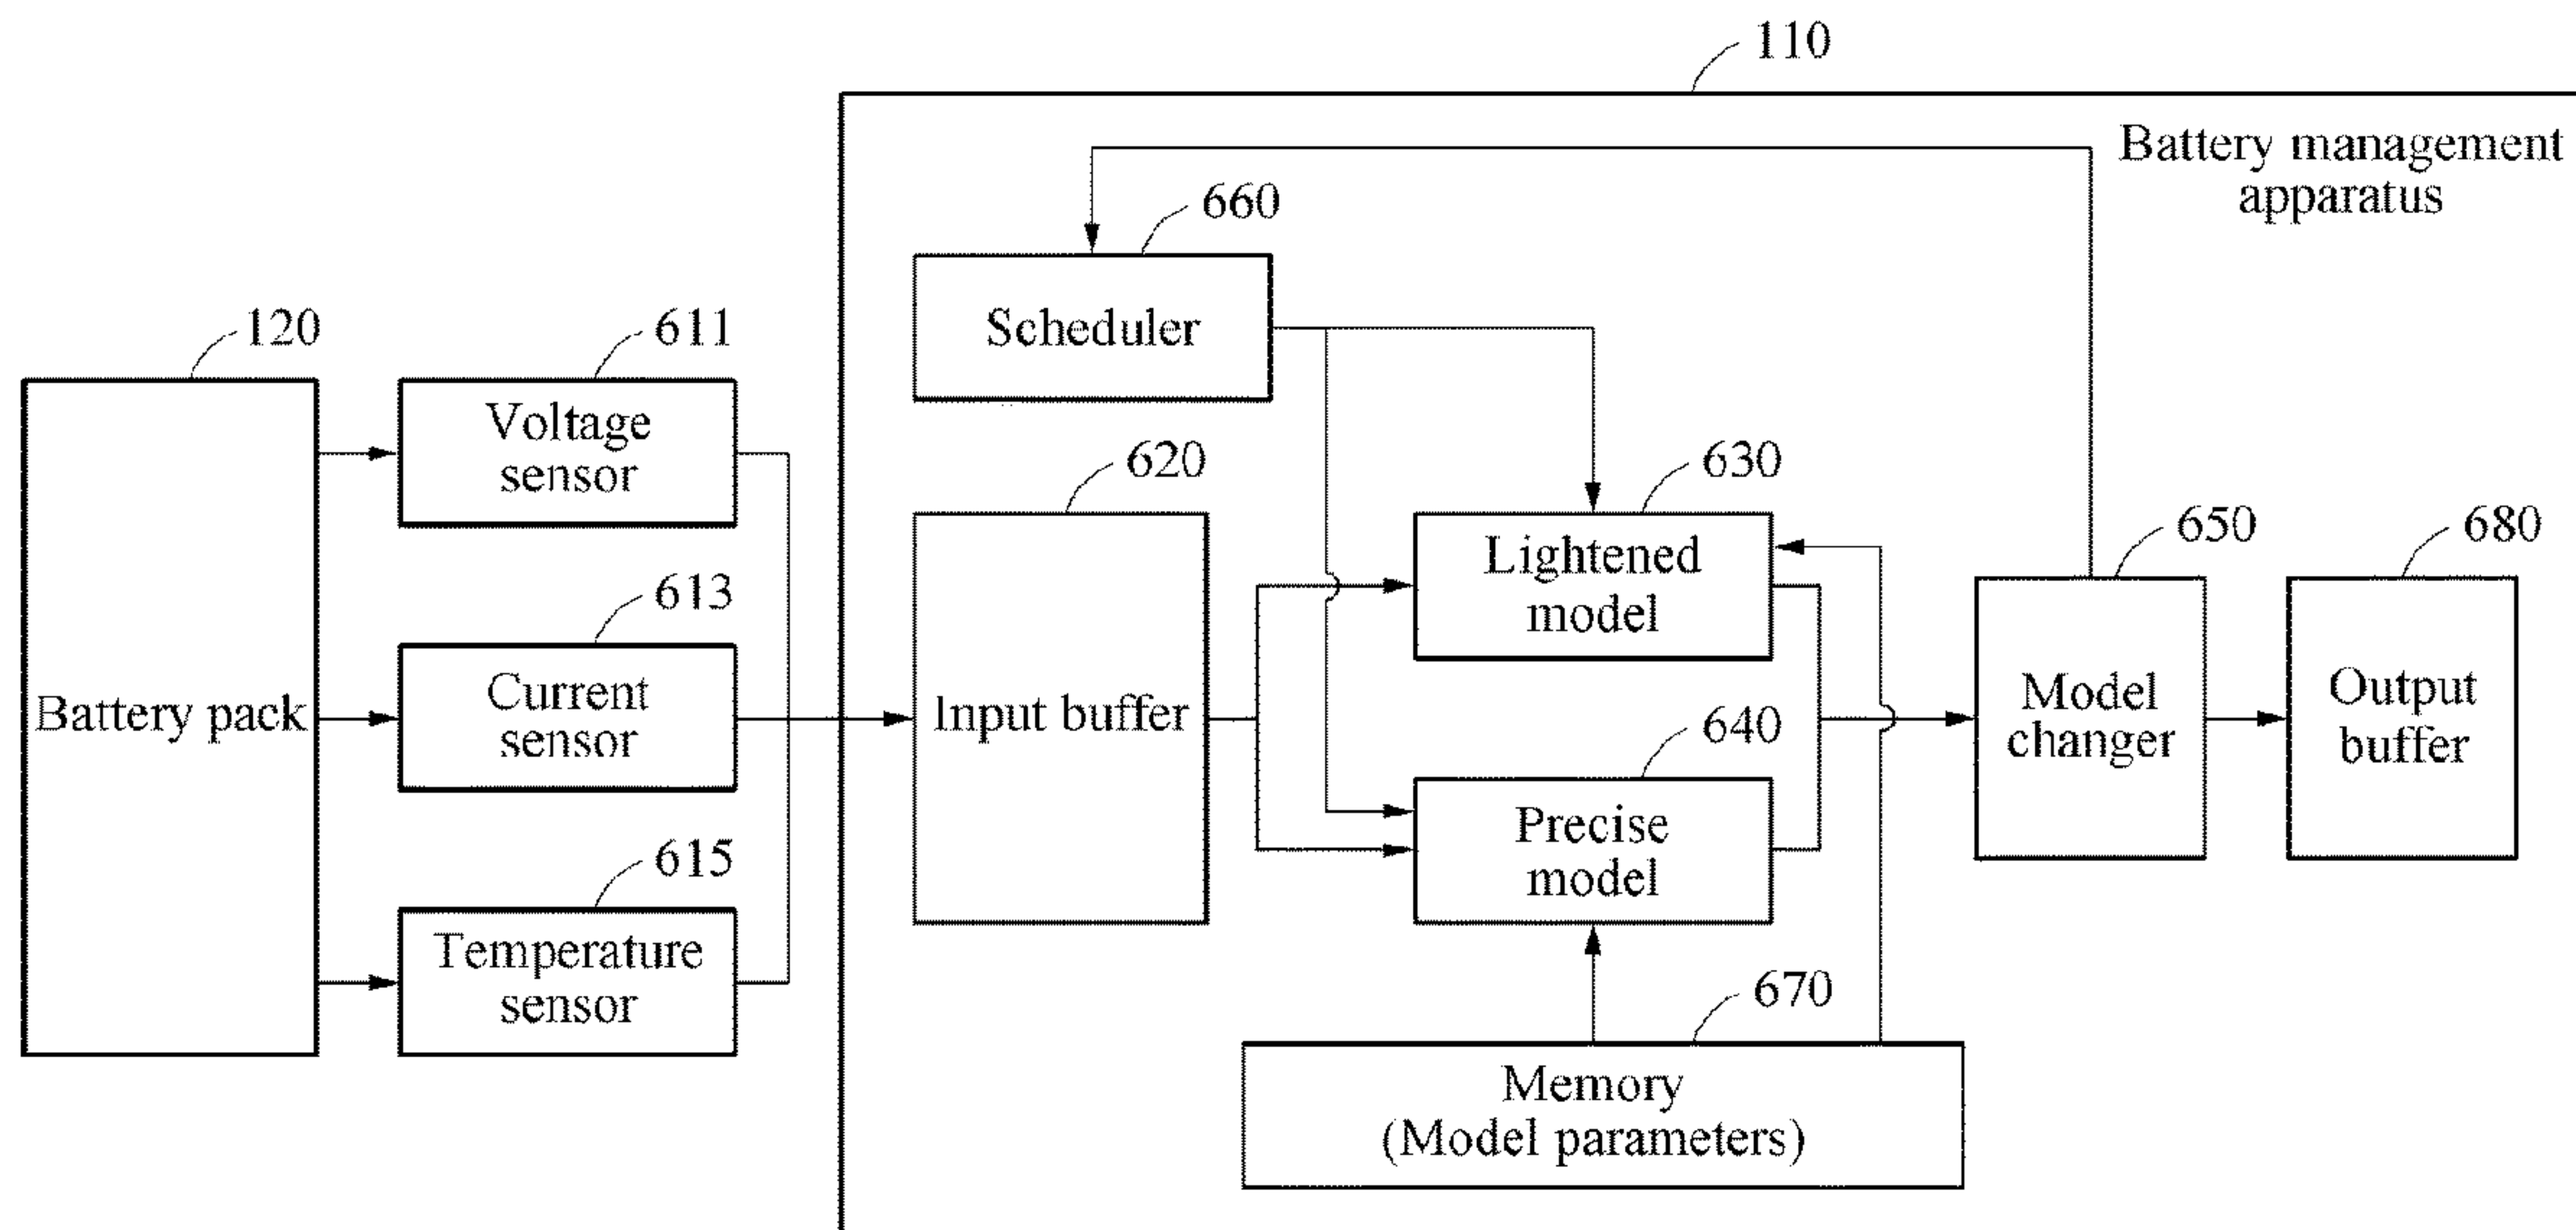 110
Battery management
apparatus
660
Scheduler
120
611
Voltage
sensor
620
630
Lightened
model
650
680
613
Battery pack
Current
sensor
Input buffer
Model
changer
Output
buffer
640
Precise
model
615
Temperature
sensor
670
Memory
(Model parameters)